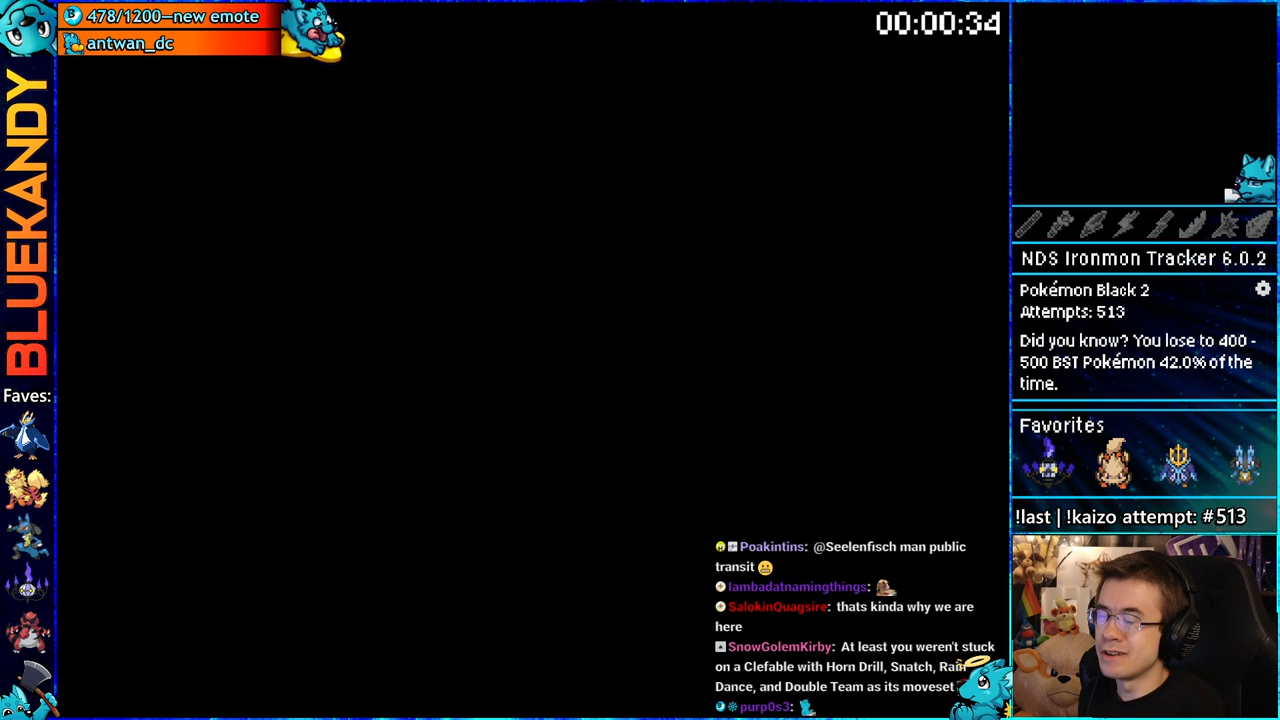 478/1200—new emote
antwan_dc
00:00:34
BLUEKANDY
Faves:
NDS Ironmon Tracker 6.0.2
Pokémon Black 2
Attempts: 513
Did you know? You lose to 400 -
500 BST Pokémon 42.0% of the
time.
Favorites
!last | !kaizo attempt: #513
Poakintins: @Seelenfisch man public
transit
Iambadatnamingthings:
SalokinQuagsire: thats kinda why we are
here
SnowGolemKirby: At least you weren't stuck
on a Clefable with Horn Drill, Snatch, Rain
Dance, and Double Team as its moveset
purp0s3: